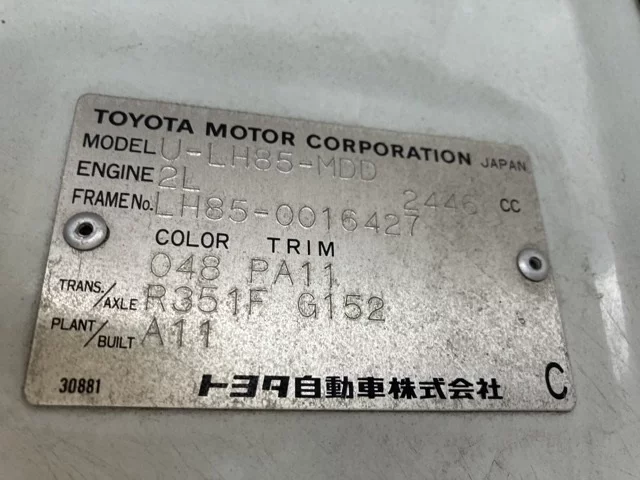 TOYOTA MOTOR CORPORATION JAPAN
MODEL U-LH85-MDD
ENGINE 2L 2446 CC
FRAME No. LH85-0016427
COLOR TRIM
048 PA11
TRANS./AXLE R351F G152
PLANT/BUILT A11
30881 トヨタ自動車株式会社 C